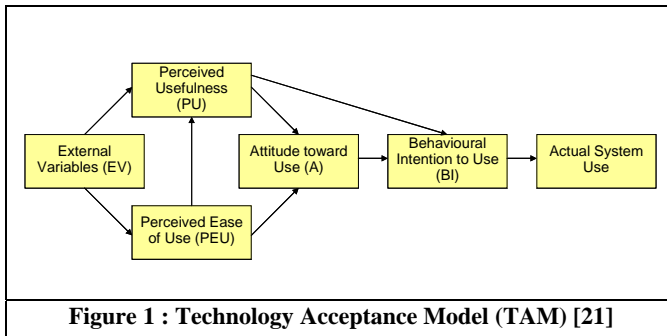 Perceived
Usefulness
(PU)
External
Variables (EV)
Attitude toward
Use (A)
Behavioural
Intention to Use
(BI)
Actual System
Use
Perceived Ease
of Use (PEU)
Figure 1 : Technology Acceptance Model (TAM) [21]